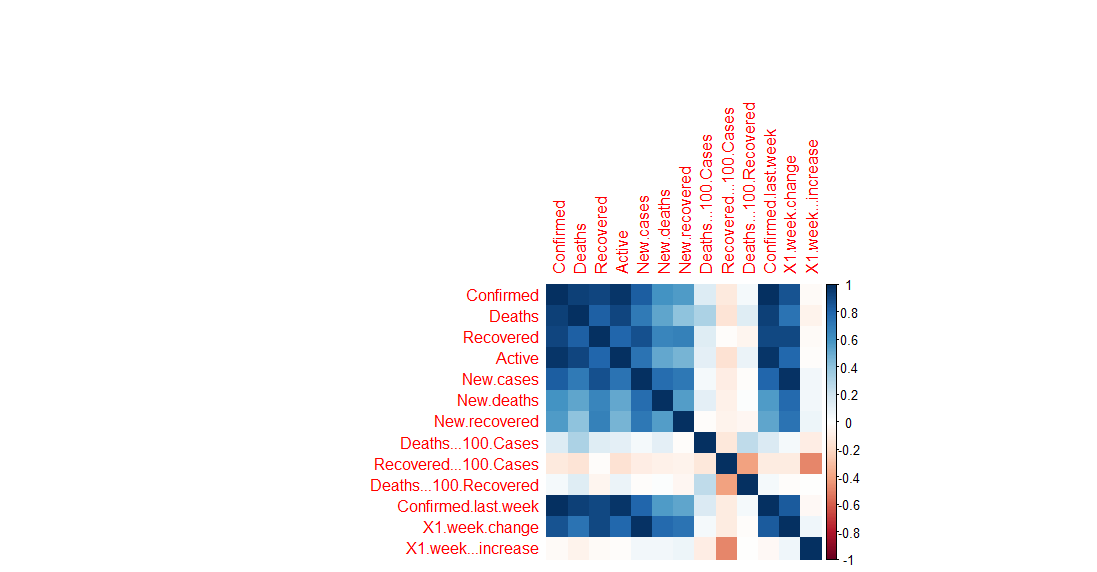 Confirmed
Deaths
Recovered
Active
New.cases
New.deaths
New.recovered
Deaths...100.Cases
Recovered...100.Cases
Deaths...100.Recovered
Confirmed.last.week
X1.week.change
X1.week...increase
Confirmed
Deaths
Recovered
Active
New.cases
New.deaths
New.recovered
Deaths...100.Cases
Recovered...100.Cases
Deaths...100.Recovered
Confirmed.last.week
X1.week.change
X1.week...increase
1
0.8
0.6
0.4
0.2
0
-0.2
-0.4
-0.6
-0.8
-1